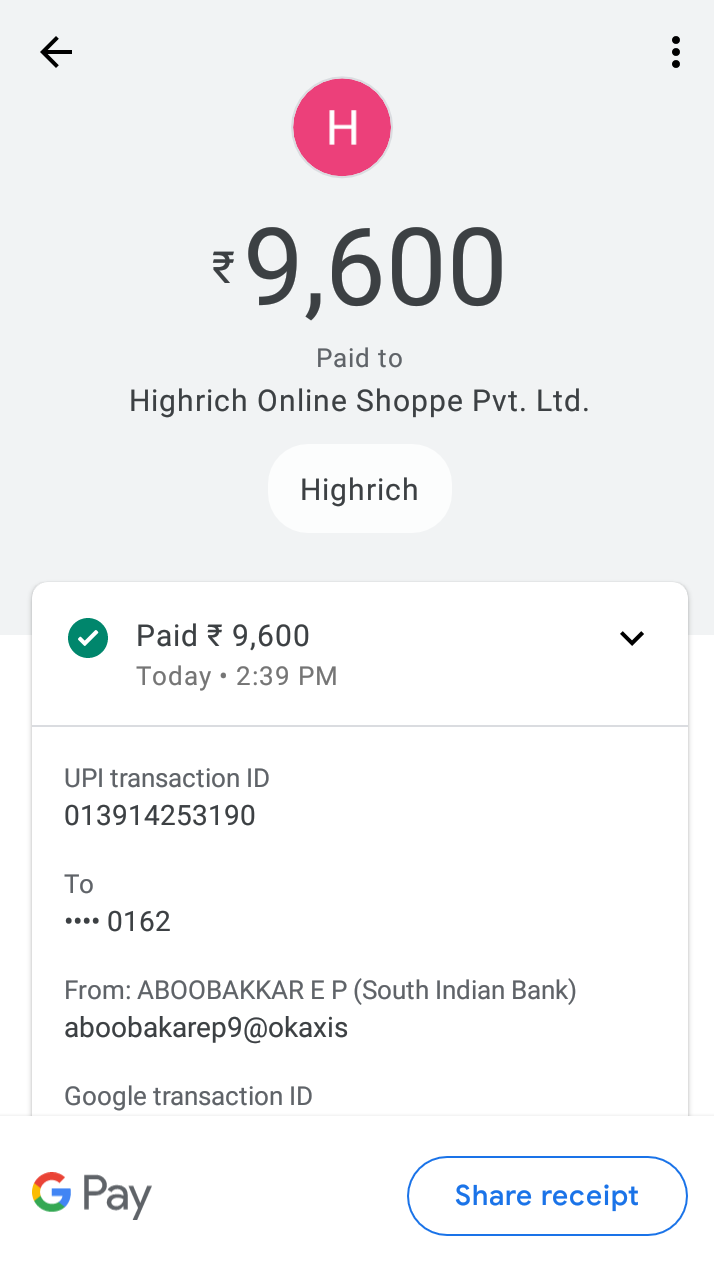 H
₹9,600
Paid to
Highrich Online Shoppe Pvt. Ltd.
Highrich
Paid ₹ 9,600
Today • 2:39 PM
UPI transaction ID
013914253190
To
•••• 0162
From: ABOOBAKKAR E P (South Indian Bank)
aboobakarep9@okaxis
Google transaction ID
G Pay
Share receipt